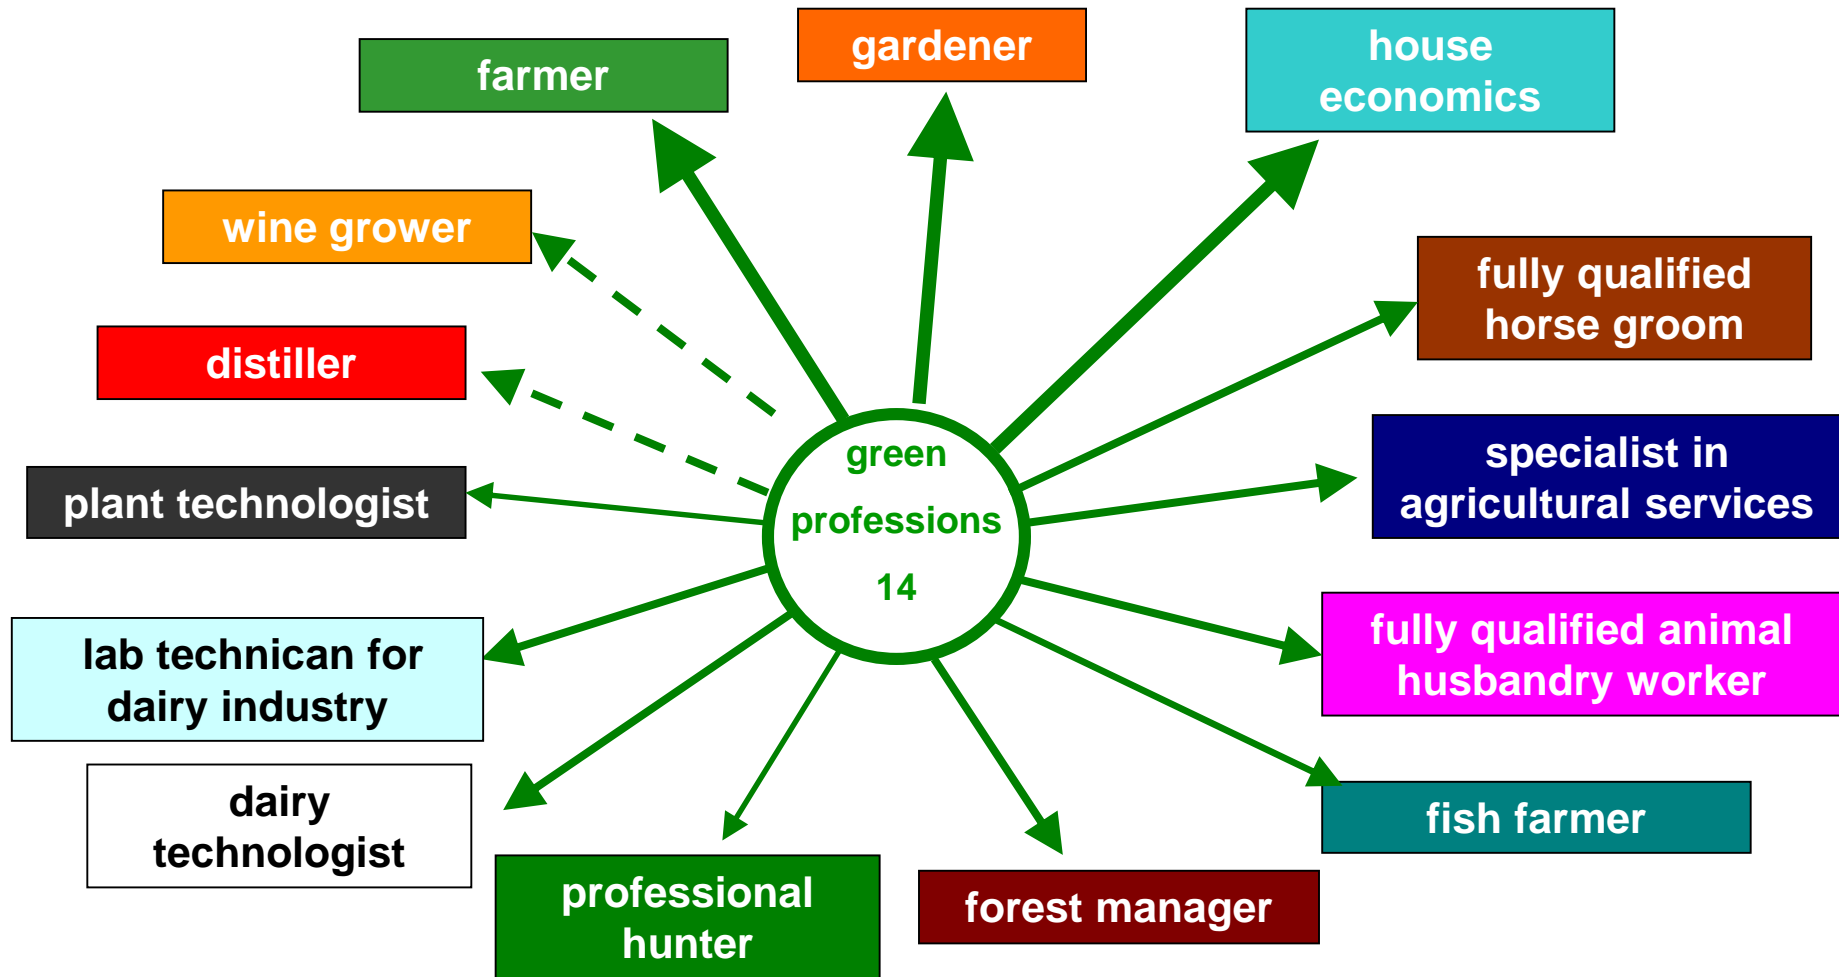 farmer
gardener
house
economics
wine grower
fully qualified
horse groom
distiller
specialist in
agricultural services
green
professions
14
plant technologist
fully qualified animal
husbandry worker
lab technican for
dairy industry
fish farmer
dairy
technologist
professional
hunter
forest manager